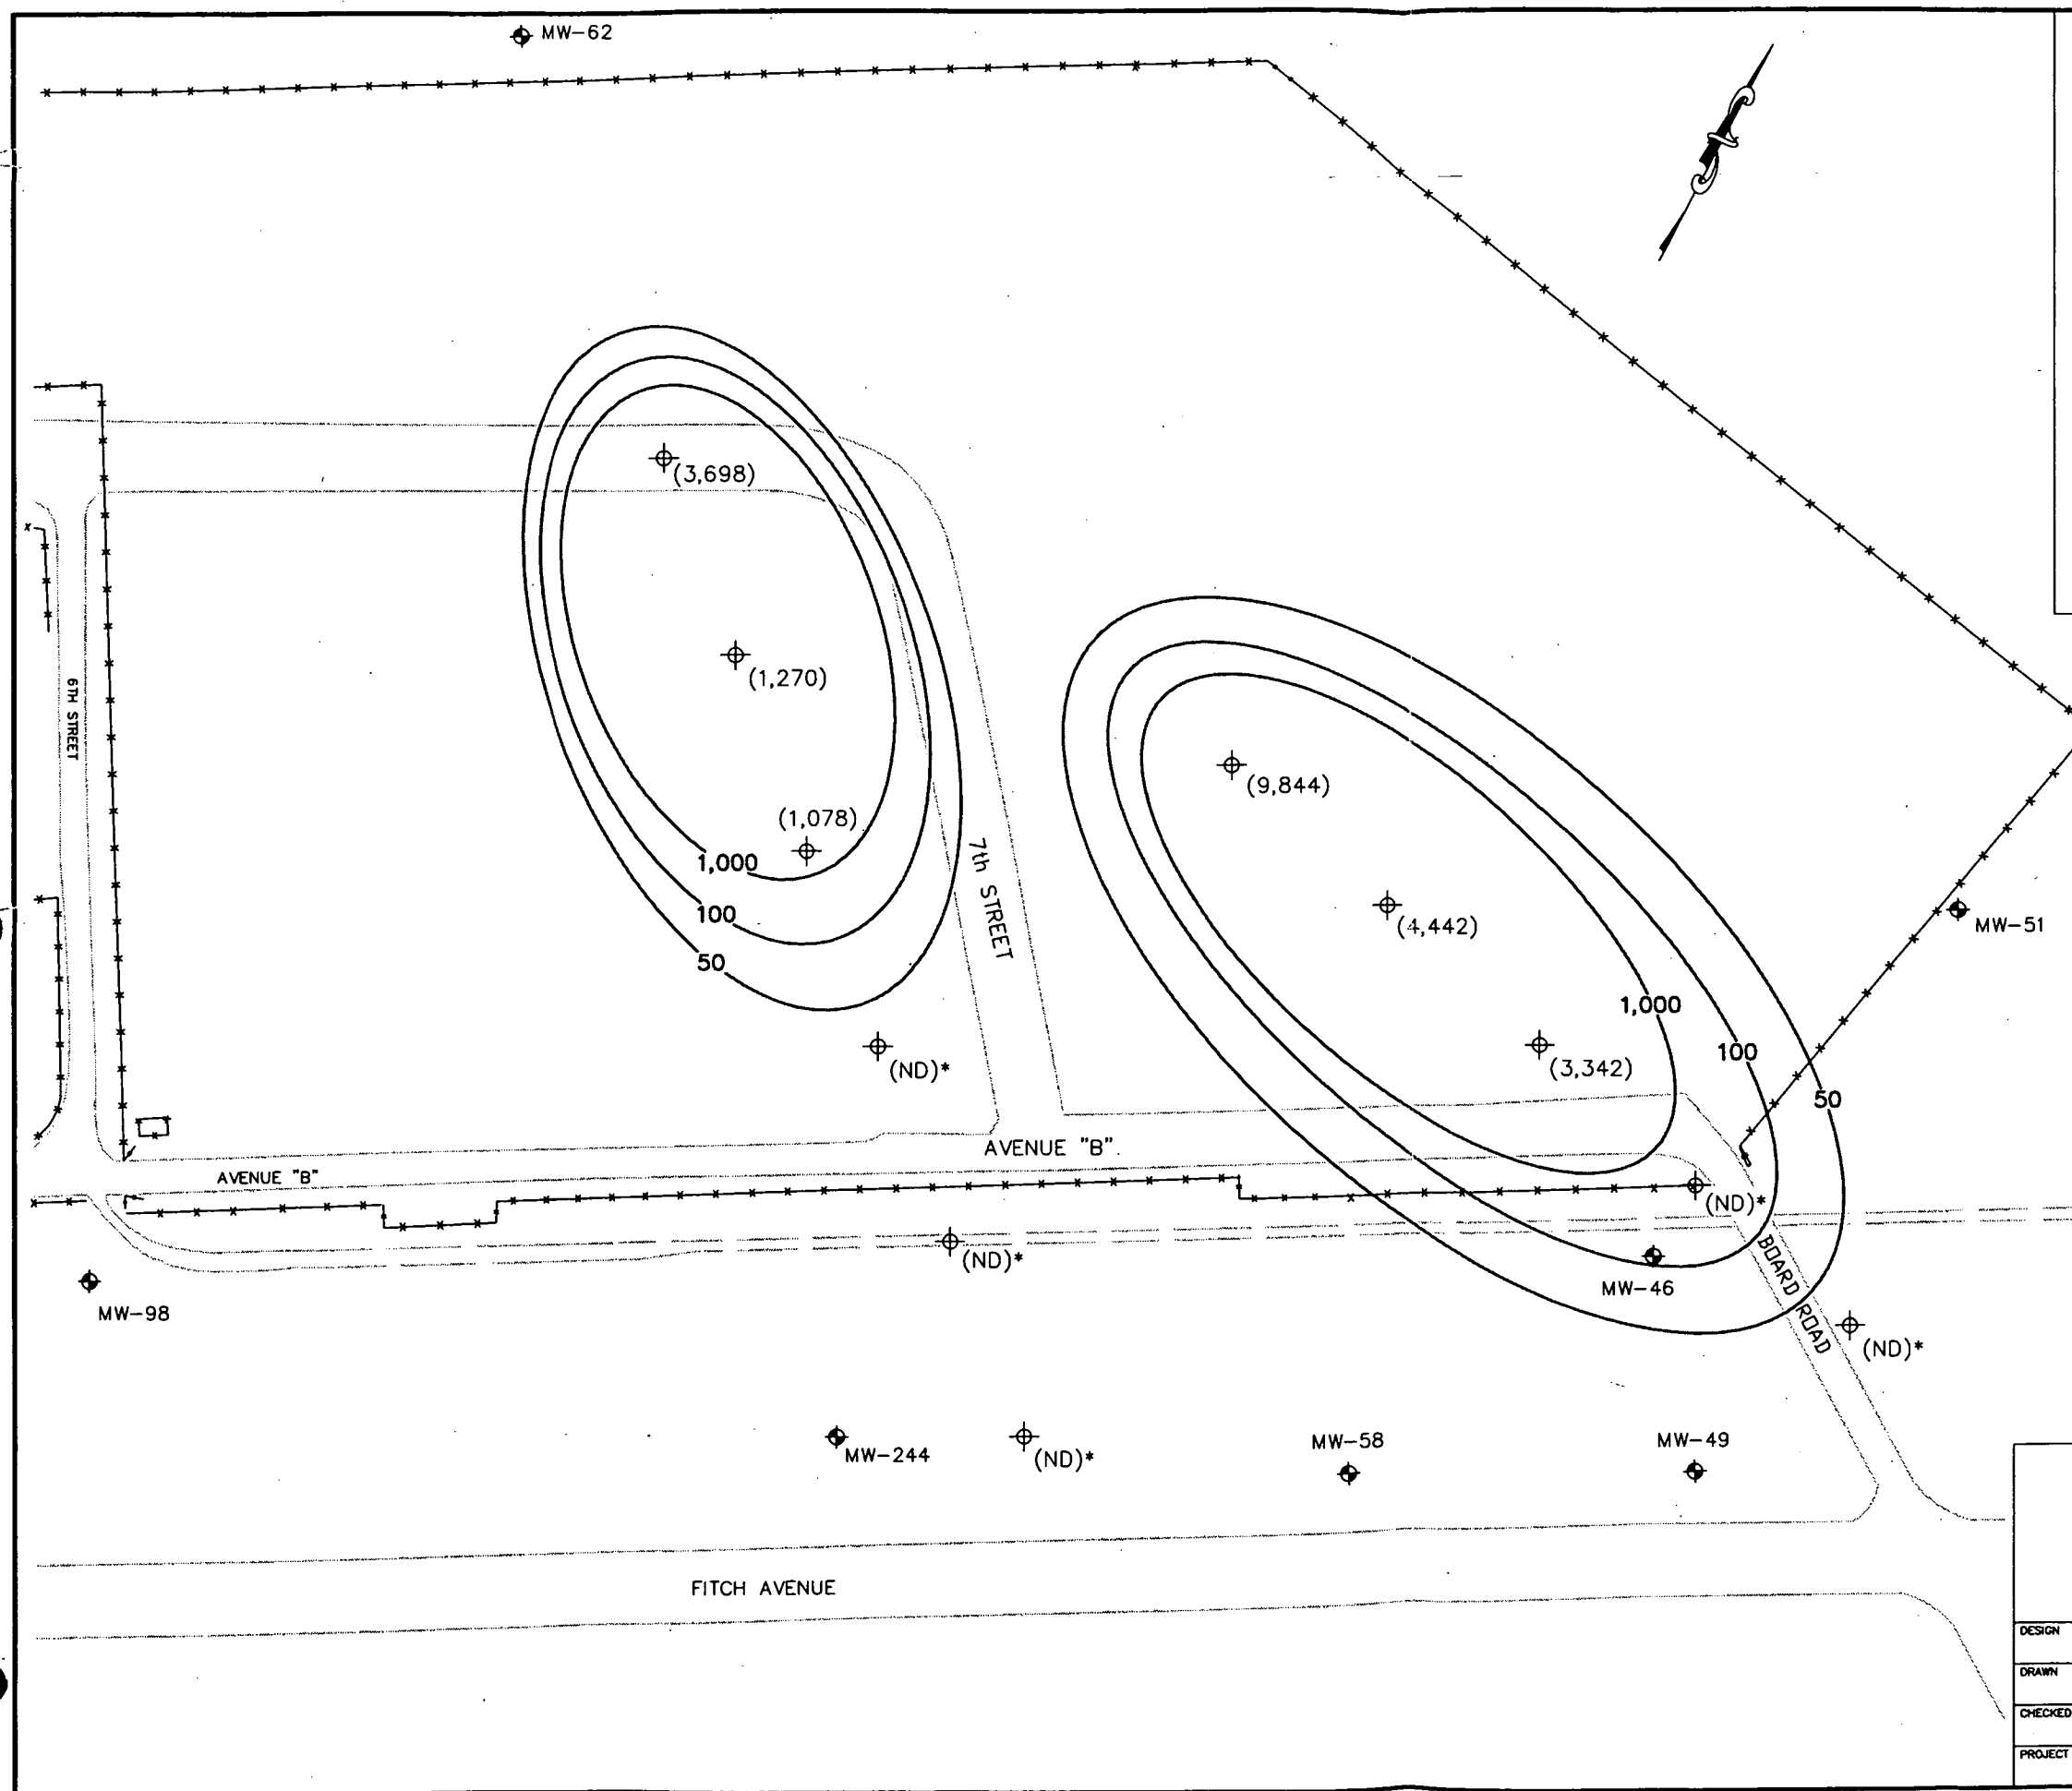 MW-62
(3,698)
(1,270)
6TH STREET
(9,844)
(1,078)
1,000
7th STREET
100
(4,442)
MW-51
50
1,000
100
(ND)*
(3,342)
50
AVENUE "B"
AVENUE "B"
(ND)*
(ND)*
BOARD ROAD
MW-46
MW-98
(ND)*
MW-244
(ND)*
MW-58
MW-49
FITCH AVENUE
DESIGN
DRAWN
CHECKED
PROJECT